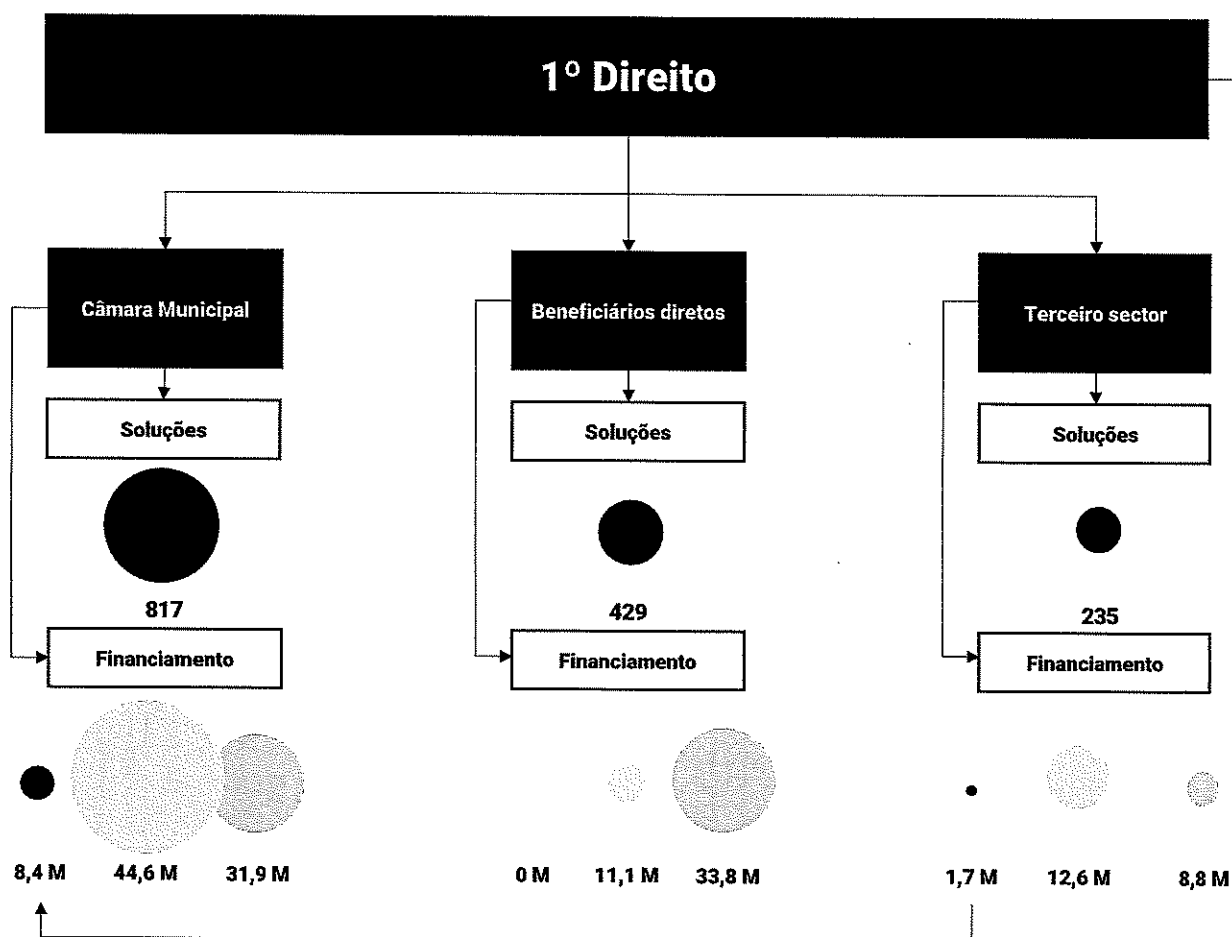 1º Direito
Câmara Municipal
Beneficiários diretos
Terceiro sector
Soluções
Soluções
Soluções
817
429
235
Financiamento
Financiamento
Financiamento
8,4 M 44,6 M 31,9 M
0 M 11,1 M 33,8 M
1,7 M 12,6 M 8,8 M